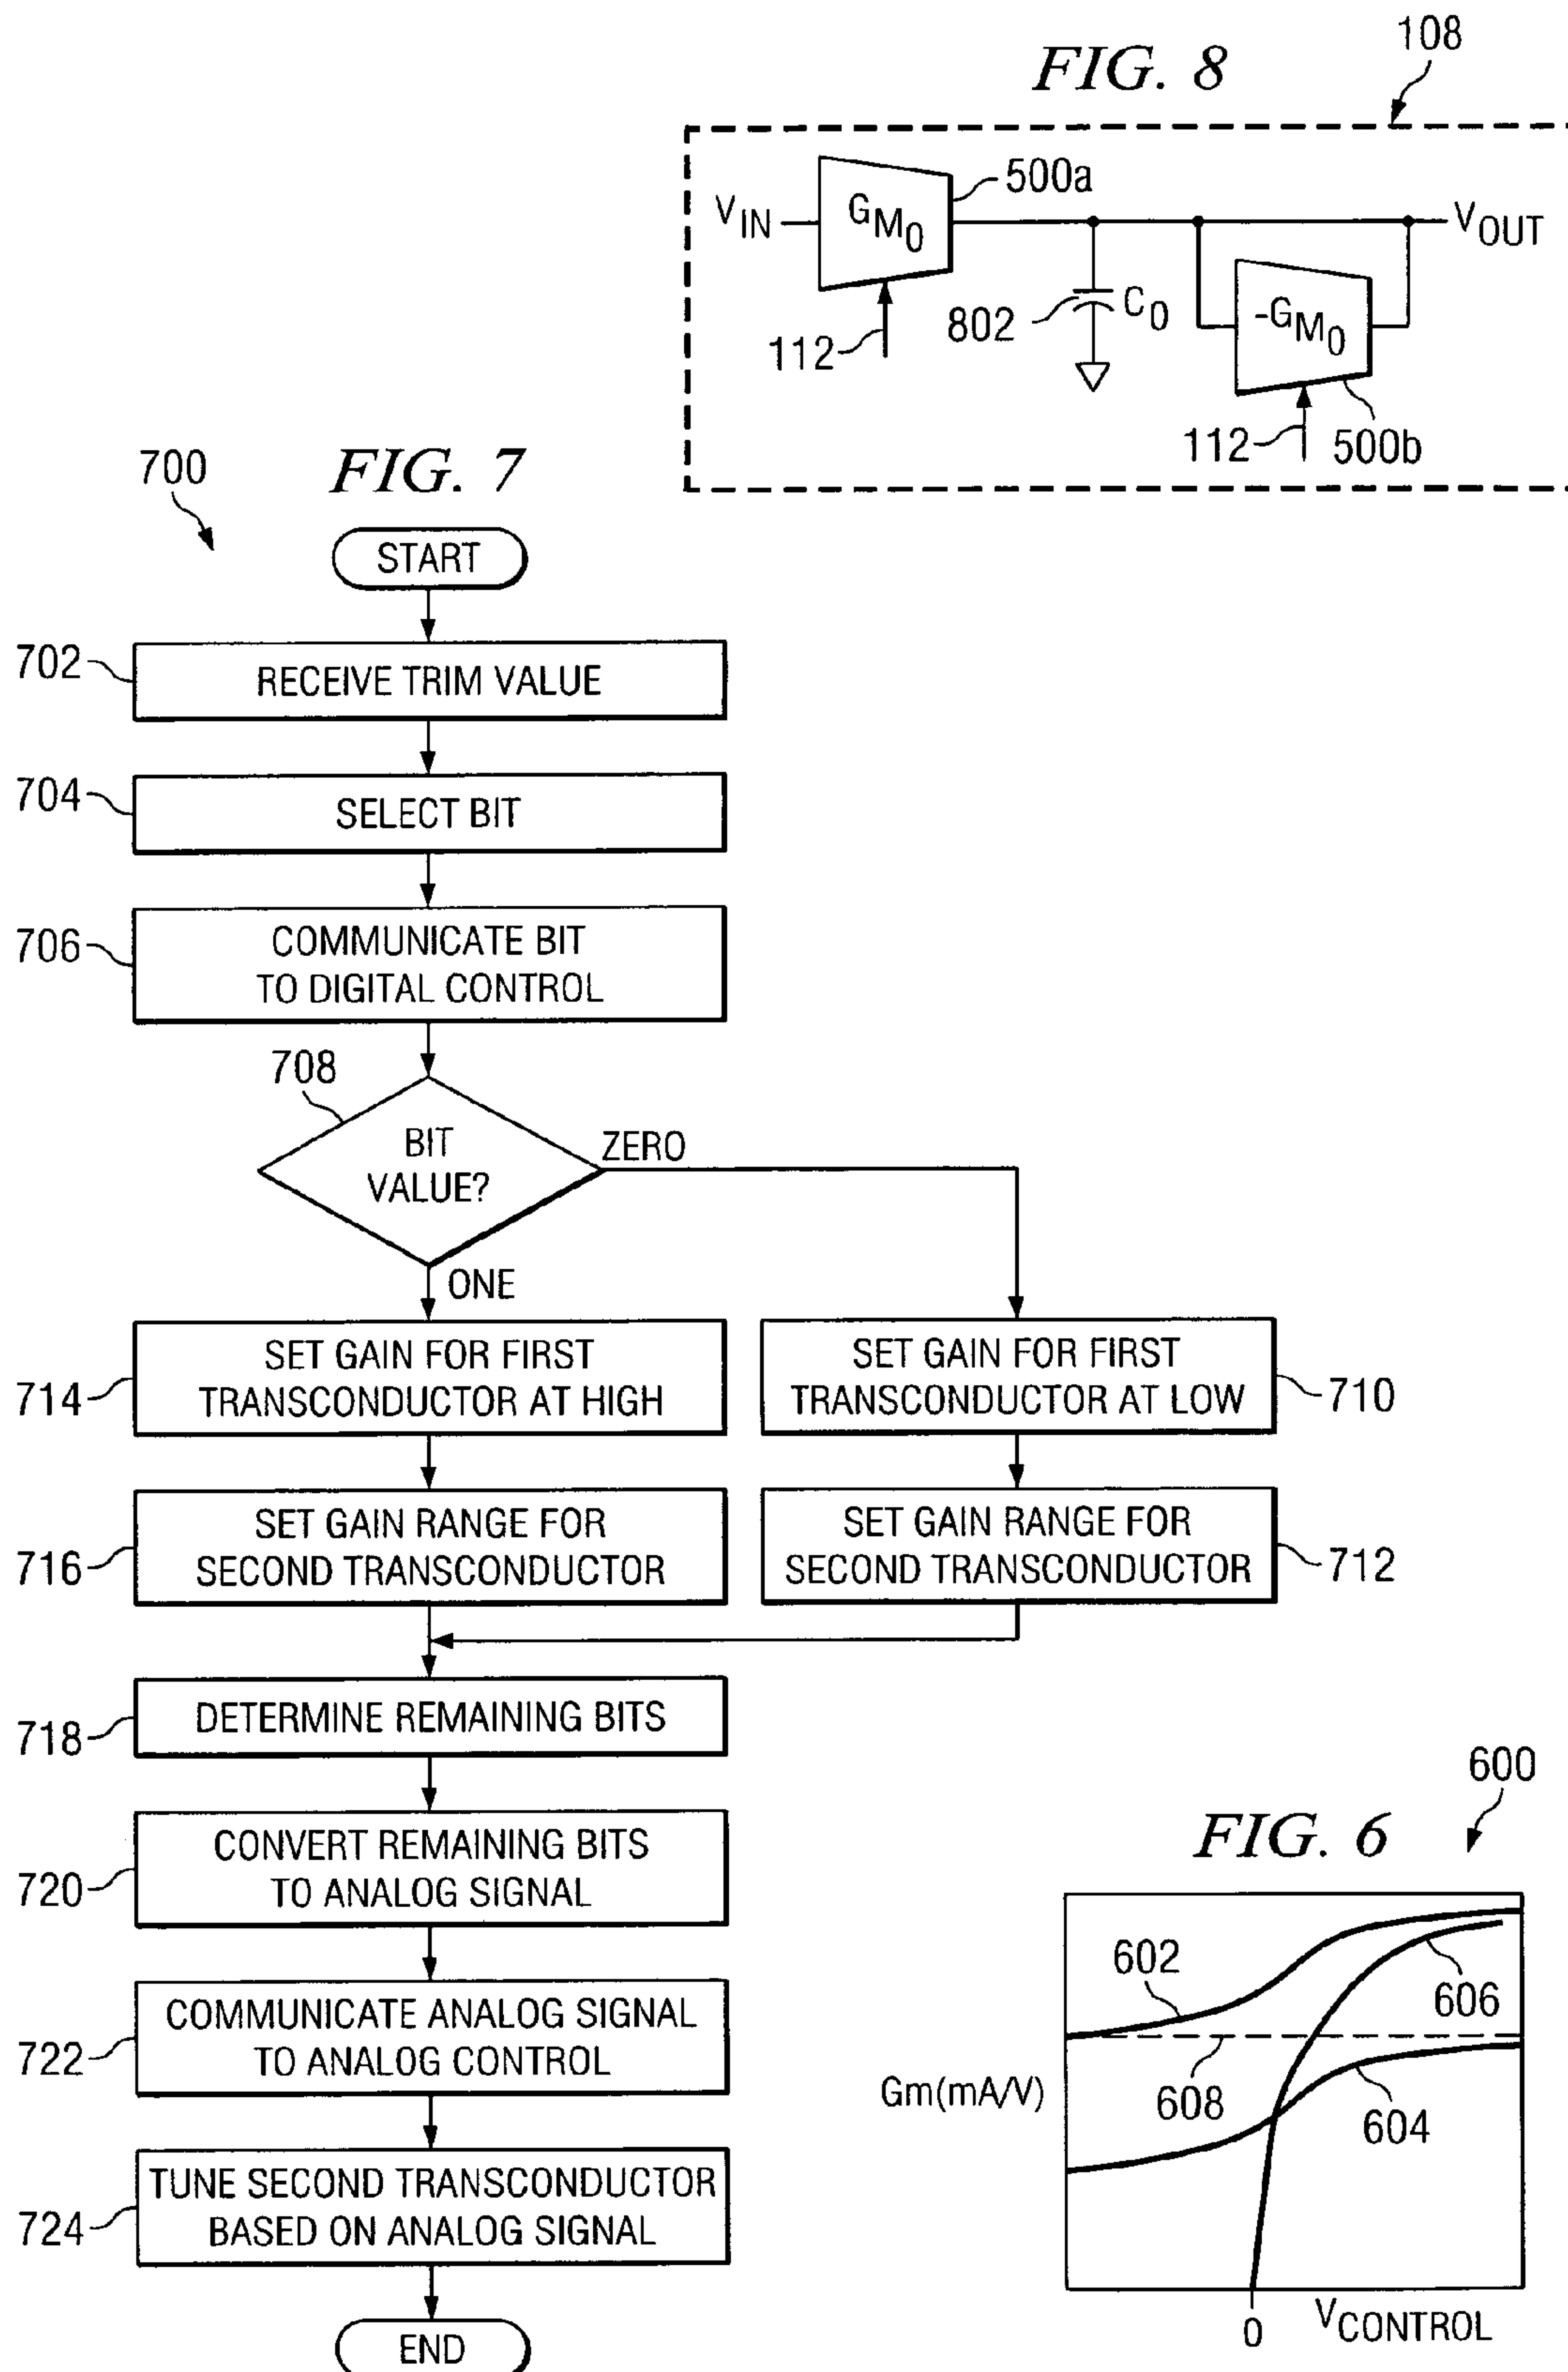 FIG. 8
108
V_IN
G_M0
500a
112
802
C_0
-G_M0
V_OUT
112
500b
FIG. 7
700
START
702
RECEIVE TRIM VALUE
704
SELECT BIT
706
COMMUNICATE BIT
TO DIGITAL CONTROL
708
BIT
VALUE?
ZERO
ONE
714
SET GAIN FOR FIRST
TRANSCONDUCTOR AT HIGH
SET GAIN FOR FIRST
TRANSCONDUCTOR AT LOW
710
716
SET GAIN RANGE FOR
SECOND TRANSCONDUCTOR
SET GAIN RANGE FOR
SECOND TRANSCONDUCTOR
712
718
DETERMINE REMAINING BITS
720
CONVERT REMAINING BITS
TO ANALOG SIGNAL
722
COMMUNICATE ANALOG SIGNAL
TO ANALOG CONTROL
724
TUNE SECOND TRANSCONDUCTOR
BASED ON ANALOG SIGNAL
END
600
FIG. 6
602
606
608
604
Gm(mA/V)
0
V_CONTROL